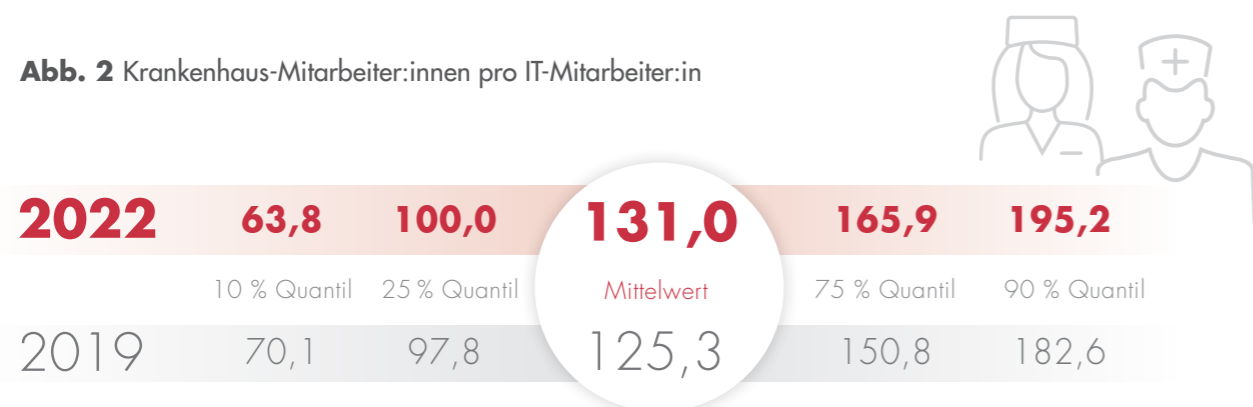 Abb. 2 Krankenhaus-Mitarbeiter:innen pro IT-Mitarbeiter:in
2022 63,8 100,0 131,0 165,9 195,2
10 % Quantil 25 % Quantil Mittelwert 75 % Quantil 90 % Quantil
2019 70,1 97,8 125,3 150,8 182,6